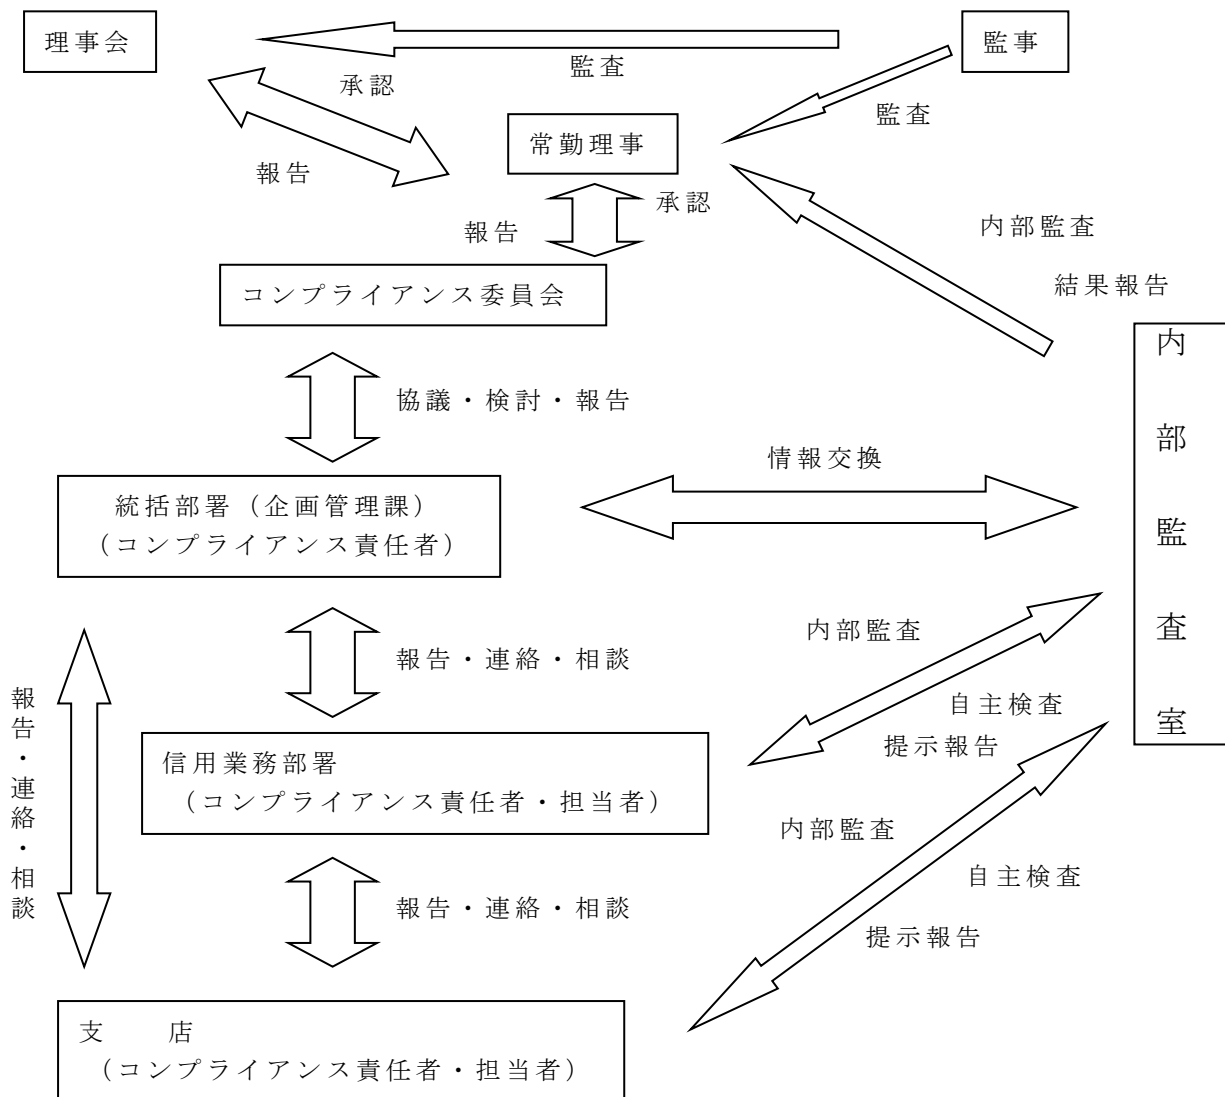 理事会
監事
監査
承認
監査
常勤理事
報告
承認
報告
内部監査
結果報告
コンプライアンス委員会
内部監査室
協議・検討・報告
情報交換
統括部署（企画管理課）
（コンプライアンス責任者）
内部監査
報告・連絡・相談
報告・連絡・相談
自主検査
提示報告
信用業務部署
（コンプライアンス責任者・担当者）
内部監査
自主検査
報告・連絡・相談
提示報告
支　　店
（コンプライアンス責任者・担当者）